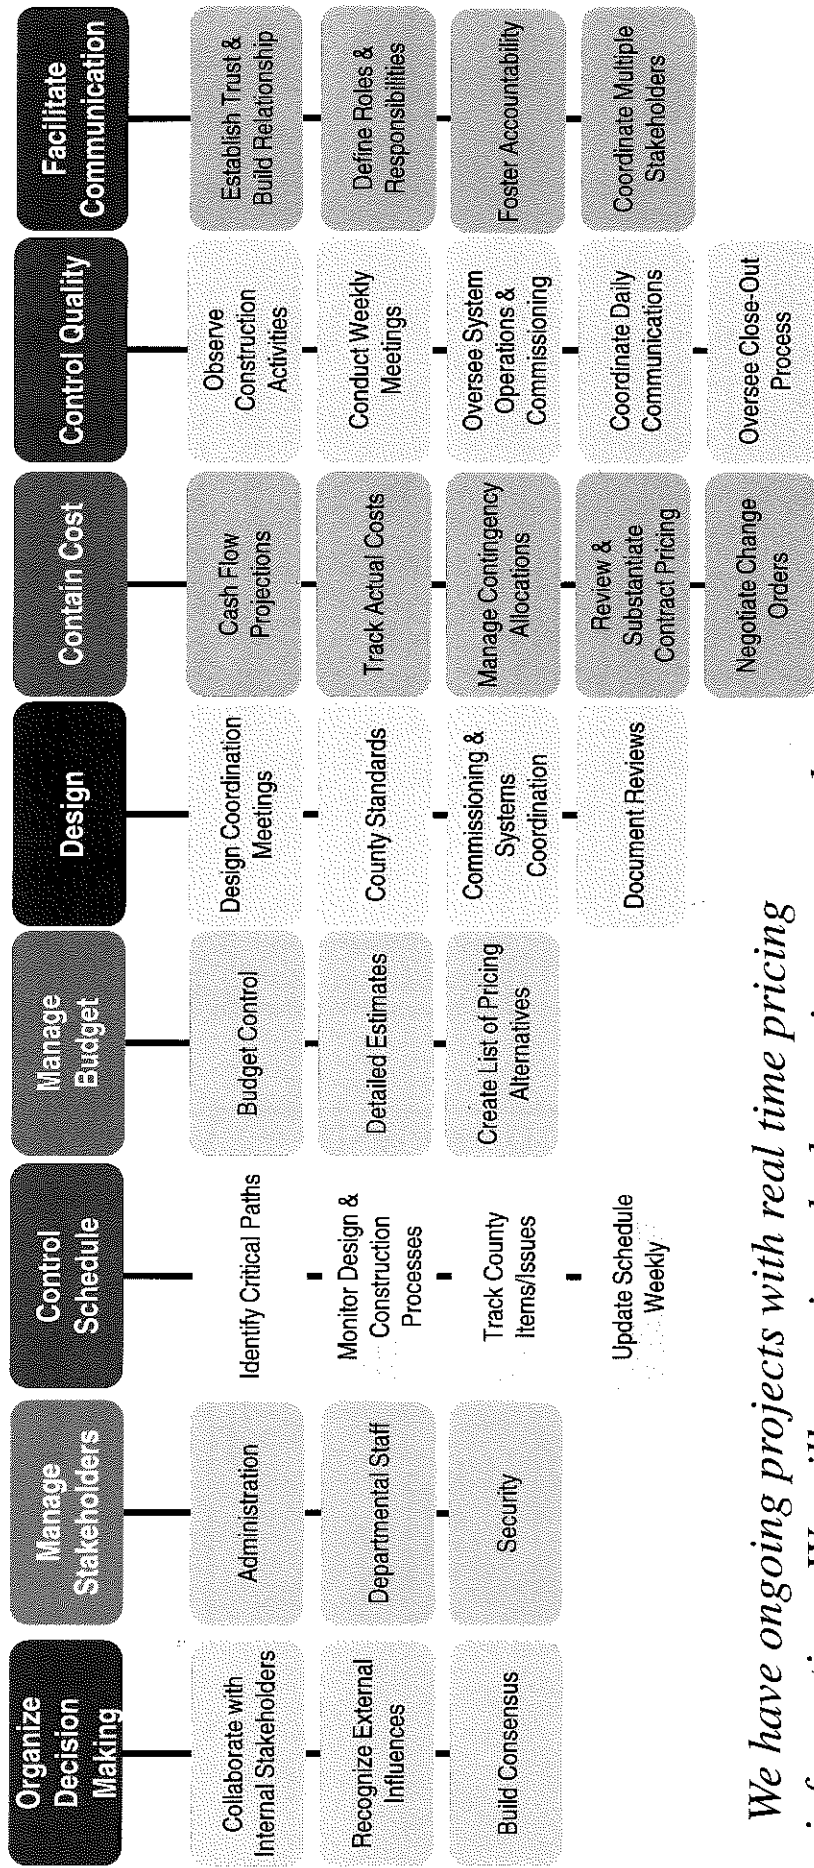 Organize
Decision
Making
Collaborate with
Internal Stakeholders
Recognize External
Influences
Build Consensus
Manage
Stakeholders
Administration
Departmental Staff
Security
Control
Schedule
Identify Critical Paths
Monitor Design &
Construction
Processes
Track County
Items/Issues
Update Schedule
Weekly
Manage
Budget
Budget Control
Detailed Estimates
Create List of Pricing
Alternatives
Design
Design Coordination
Meetings
County Standards
Commissioning &
Systems
Coordination
Document Reviews
Contain Cost
Cash Flow
Projections
Track Actual Costs
Manage Contingency
Allocations
Review &
Substantiate
Contract Pricing
Negotiate Change
Orders
Control Quality
Observe
Construction
Activities
Conduct Weekly
Meetings
Oversee System
Operations &
Commissioning
Coordinate Daily
Communications
Oversee Close-Out
Process
Facilitate
Communication
Establish Trust &
Build Relationship
Define Roles &
Responsibilities
Foster Accountability
Coordinate Multiple
Stakeholders
We have ongoing projects with real time pricing